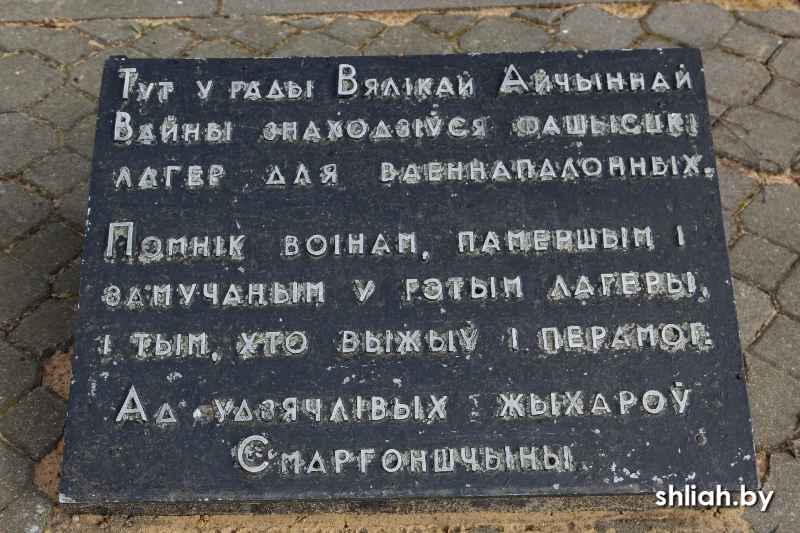 Тут у гады Вялікай Айчыннай
Вайны знаходзіўся фашысцкі
лагер для ваеннапалонных.
Помнік воінам, памершым і
замучаным у гэтым лагеры,
і тым, хто выжыў і перамог.
Ад удзячлівых жыхароў
Смаргоншчыны.
shliah.by